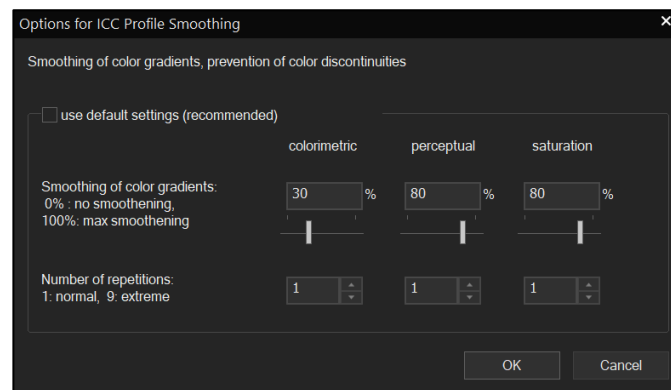 Options for ICC Profile Smoothing
Smoothing of color gradients, prevention of color discontinuities
use default settings (recommended)
colorimetric perceptual saturation
Smoothing of color gradients: 30 % 80 % 80 %
0% : no smoothening,
100%: max smoothening
Number of repetitions: 1 1 1
1: normal, 9: extreme
OK Cancel